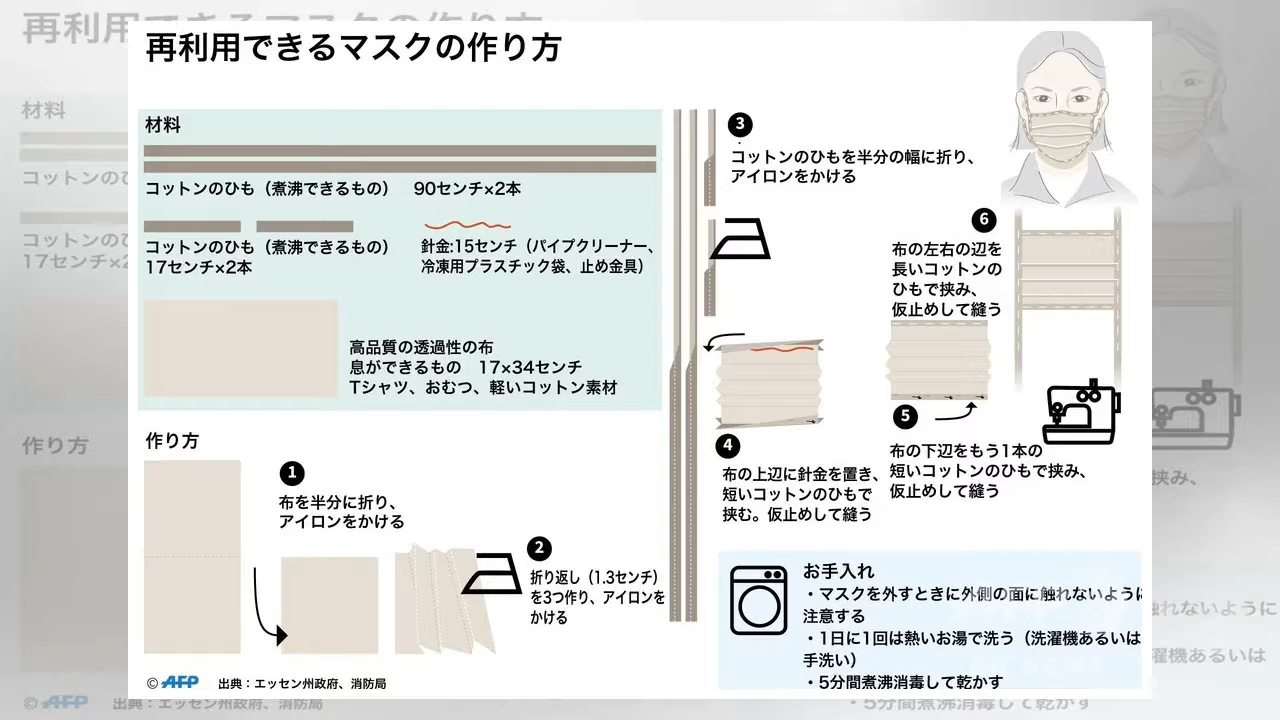 再利用できるマスクの作り方
材料
コットンのひも（煮沸できるもの）　90センチ×2本
コットンのひも（煮沸できるもの）
17センチ×2本
針金:15センチ（パイプクリーナー、
冷凍用プラスチック袋、止め金具）
高品質の透過性の布
息ができるもの　17×34センチ
Tシャツ、おむつ、軽いコットン素材
作り方
1
布を半分に折り、
アイロンをかける
2
折り返し（1.3センチ）
を3つ作り、アイロンを
かける
3
コットンのひもを半分の幅に折り、
アイロンをかける
4
布の上辺に針金を置き、
短いコットンのひもで
挟む。仮止めして縫う
5
布の下辺をもう1本の
短いコットンのひもで挟み、
仮止めして縫う
6
布の左右の辺を
長いコットンの
ひもで挟み、
仮止めして縫う
お手入れ
・マスクを外すときに外側の面に触れないように
注意する
・1日に1回は熱いお湯で洗う（洗濯機あるいは
手洗い）
・5分間煮沸消毒して乾かす
© AFP　出典：エッセン州政府、消防局